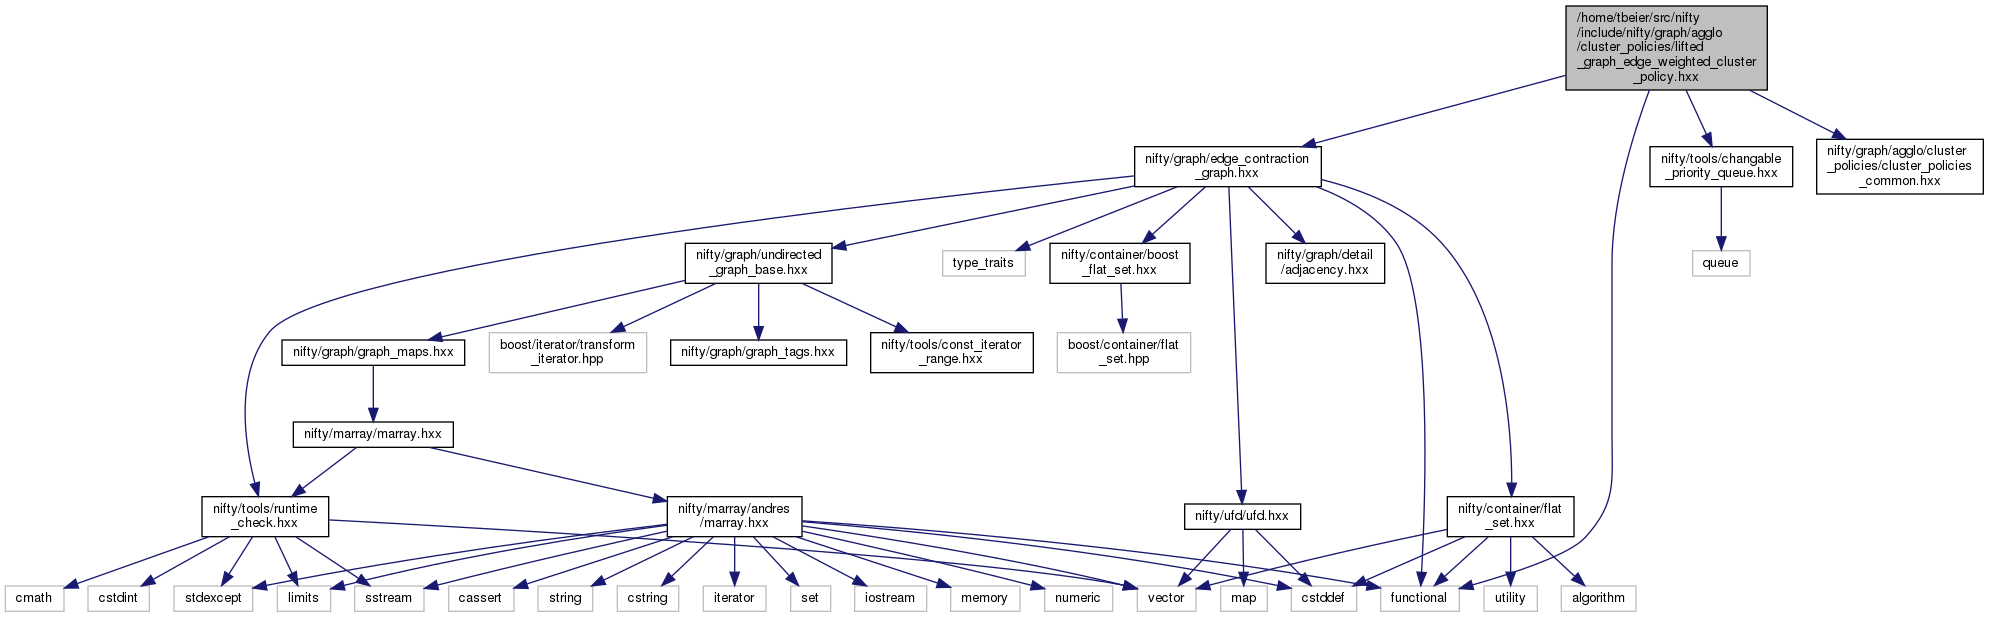 /home/tbeier/src/nifty
/include/nifty/graph/agglo
/cluster_policies/lifted
_graph_edge_weighted_cluster
_policy.hxx
nifty/graph/edge_contraction
_graph.hxx
nifty/tools/changable
_priority_queue.hxx
nifty/graph/agglo/cluster
_policies/cluster_policies
_common.hxx
nifty/graph/undirected
_graph_base.hxx
type_traits
nifty/container/boost
_flat_set.hxx
nifty/graph/detail
/adjacency.hxx
queue
nifty/graph/graph_maps.hxx
boost/iterator/transform
_iterator.hpp
nifty/graph/graph_tags.hxx
nifty/tools/const_iterator
_range.hxx
boost/container/flat
_set.hpp
nifty/marray/marray.hxx
nifty/tools/runtime
_check.hxx
nifty/marray/andres
/marray.hxx
nifty/ufd/ufd.hxx
nifty/container/flat
_set.hxx
cmath
cstdint
stdexcept
limits
sstream
cassert
string
cstring
iterator
set
iostream
memory
numeric
vector
map
cstddef
functional
utility
algorithm